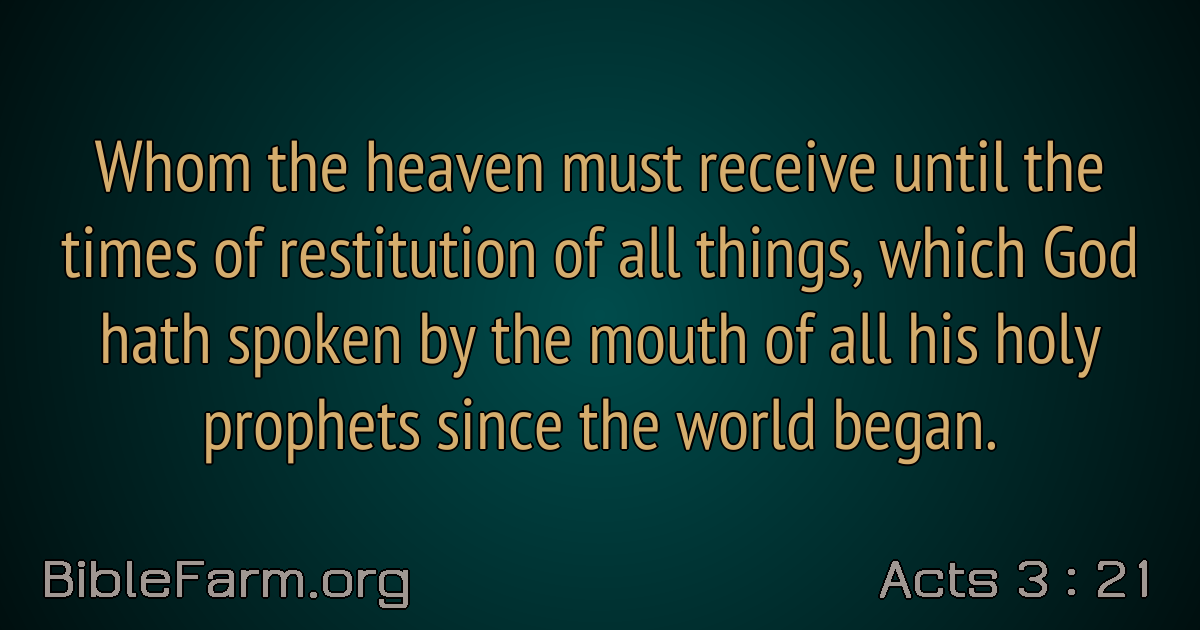 Whom the heaven must receive until the
times of restitution of all things, which God
hath spoken by the mouth of all his holy
prophets since the world began.
BibleFarm.org
Acts 3 : 21